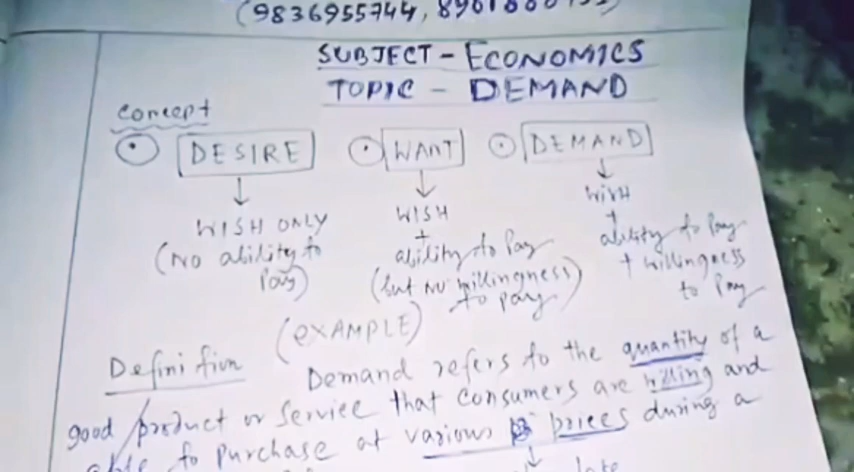 (9836955744,
SUBJECT - ECONOMICS
TOPIC - DEMAND
Concept
DESIRE WANT DEMAND
WISH ONLY WISH WISH
(NO ability to + +
Pay) ability to Pay ability to Pay
(but no willingness) + willingness
to pay to Pay
(EXAMPLE)
Definition Demand refers to the quantity of a
good/product or service that consumers are willing and
able to purchase at various prices during a